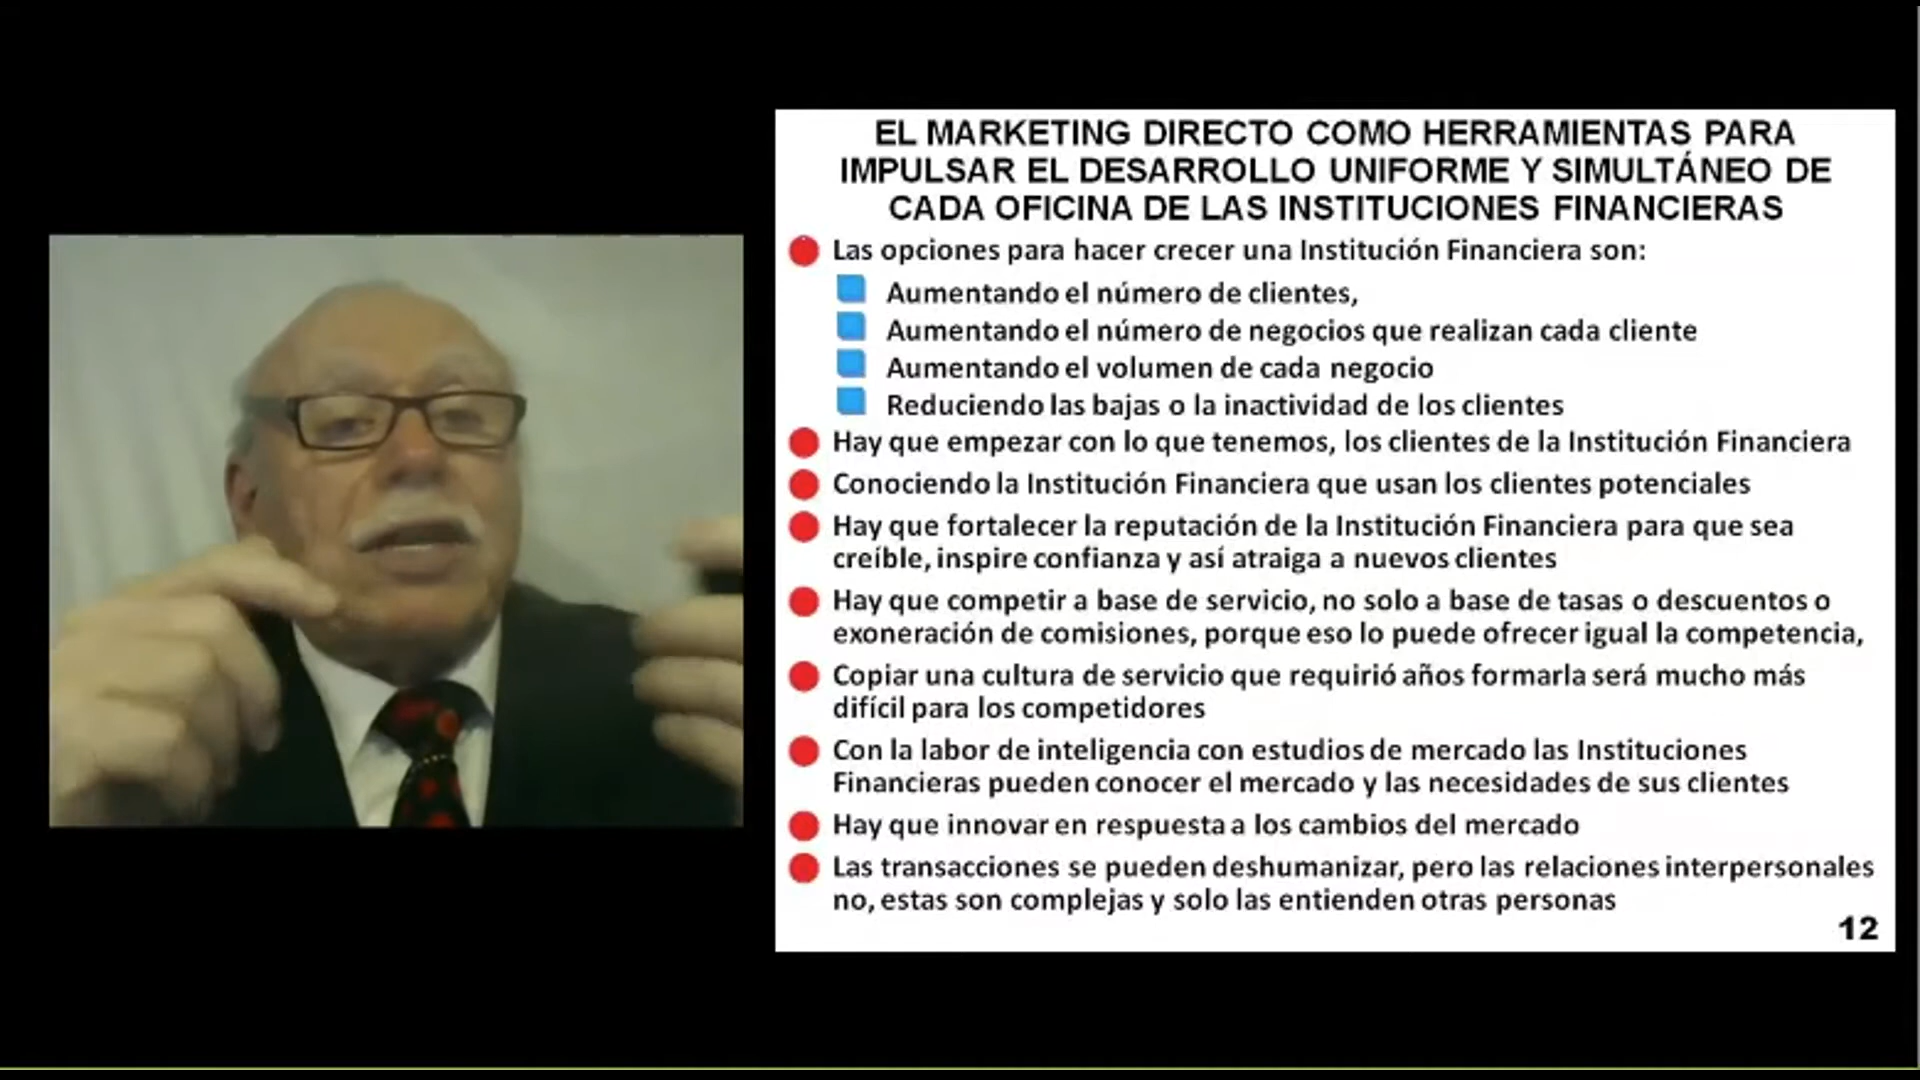 EL MARKETING DIRECTO COMO HERRAMIENTAS PARA
IMPULSAR EL DESARROLLO UNIFORME Y SIMULTÁNEO DE
CADA OFICINA DE LAS INSTITUCIONES FINANCIERAS
Las opciones para hacer crecer una Institución Financiera son:
Aumentando el número de clientes,
Aumentando el número de negocios que realizan cada cliente
Aumentando el volumen de cada negocio
Reduciendo las bajas o la inactividad de los clientes
Hay que empezar con lo que tenemos, los clientes de la Institución Financiera
Conociendo la Institución Financiera que usan los clientes potenciales
Hay que fortalecer la reputación de la Institución Financiera para que sea
creíble, inspire confianza y así atraiga a nuevos clientes
Hay que competir a base de servicio, no solo a base de tasas o descuentos o
exoneración de comisiones, porque eso lo puede ofrecer igual la competencia,
Copiar una cultura de servicio que requirió años formarla será mucho más
difícil para los competidores
Con la labor de inteligencia con estudios de mercado las Instituciones
Financieras pueden conocer el mercado y las necesidades de sus clientes
Hay que innovar en respuesta a los cambios del mercado
Las transacciones se pueden deshumanizar, pero las relaciones interpersonales
no, estas son complejas y solo las entienden otras personas
12